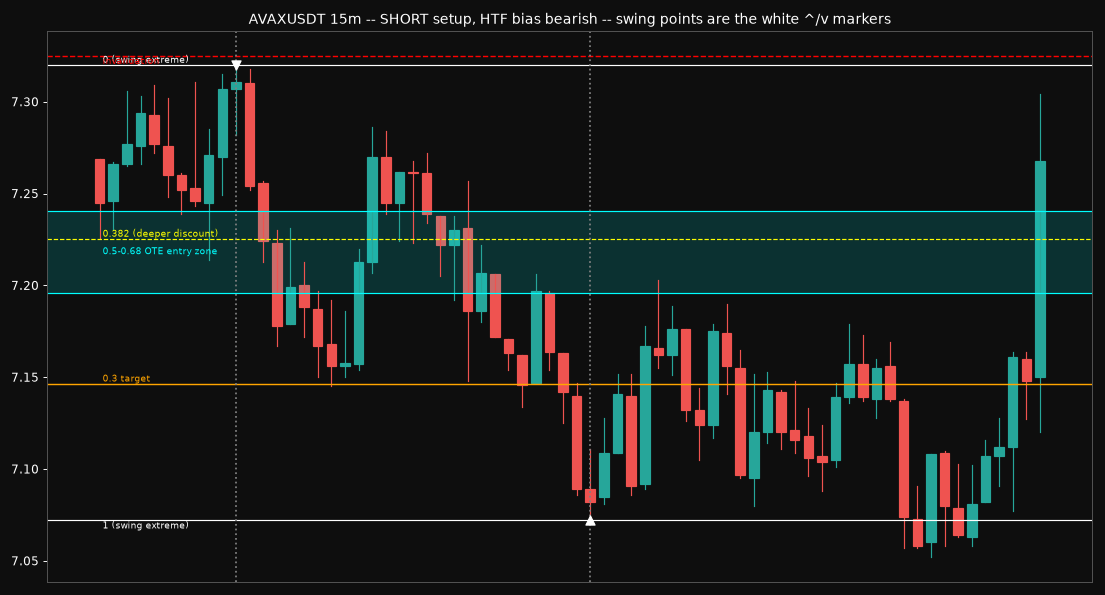 AVAXUSDT 15m -- SHORT setup, HTF bias bearish -- swing points are the white ^/v markers
0 (swing extreme)
7.30
7.25
0.382 (deeper discount)
0.5-0.68 OTE entry zone
7.20
7.15
0.3 target
7.10
1 (swing extreme)
7.05